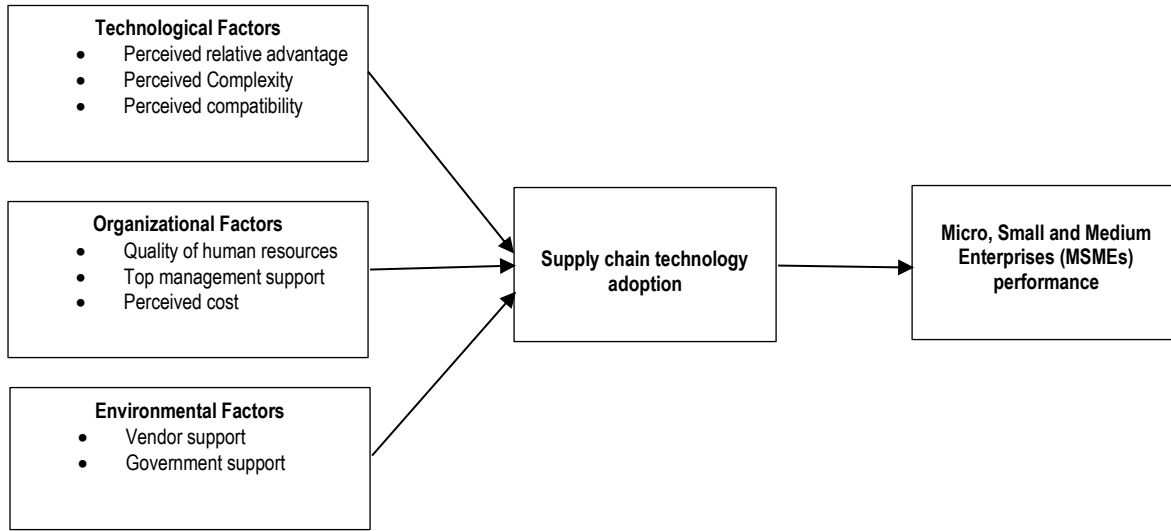 Technological Factors
• Perceived relative advantage
• Perceived Complexity
• Perceived compatibility
Organizational Factors
• Quality of human resources
• Top management support
• Perceived cost
Environmental Factors
• Vendor support
• Government support
Supply chain technology
adoption
Micro, Small and Medium
Enterprises (MSMEs)
performance